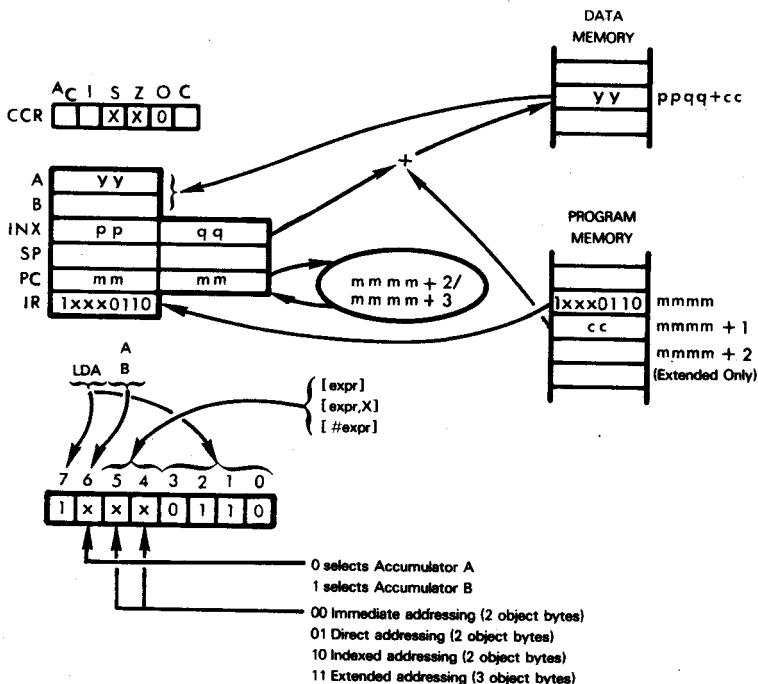 DATA
MEMORY
yy
ppqq+cc
AC I S Z O C
CCR
X X 0
+
A
yy
B
INX
pp
qq
SP
PC
mm
mm
IR
1xxx0110
mmmm + 2/
mmmm + 3
PROGRAM
MEMORY
1xxx0110
mmmm
cc
mmmm + 1
mmmm + 2
(Extended Only)
LDA
A
B
[expr]
[expr,X]
[#expr]
7 6 5 4 3 2 1 0
1 x x x 0 1 1 0
0 selects Accumulator A
1 selects Accumulator B
00 Immediate addressing (2 object bytes)
01 Direct addressing (2 object bytes)
10 Indexed addressing (2 object bytes)
11 Extended addressing (3 object bytes)